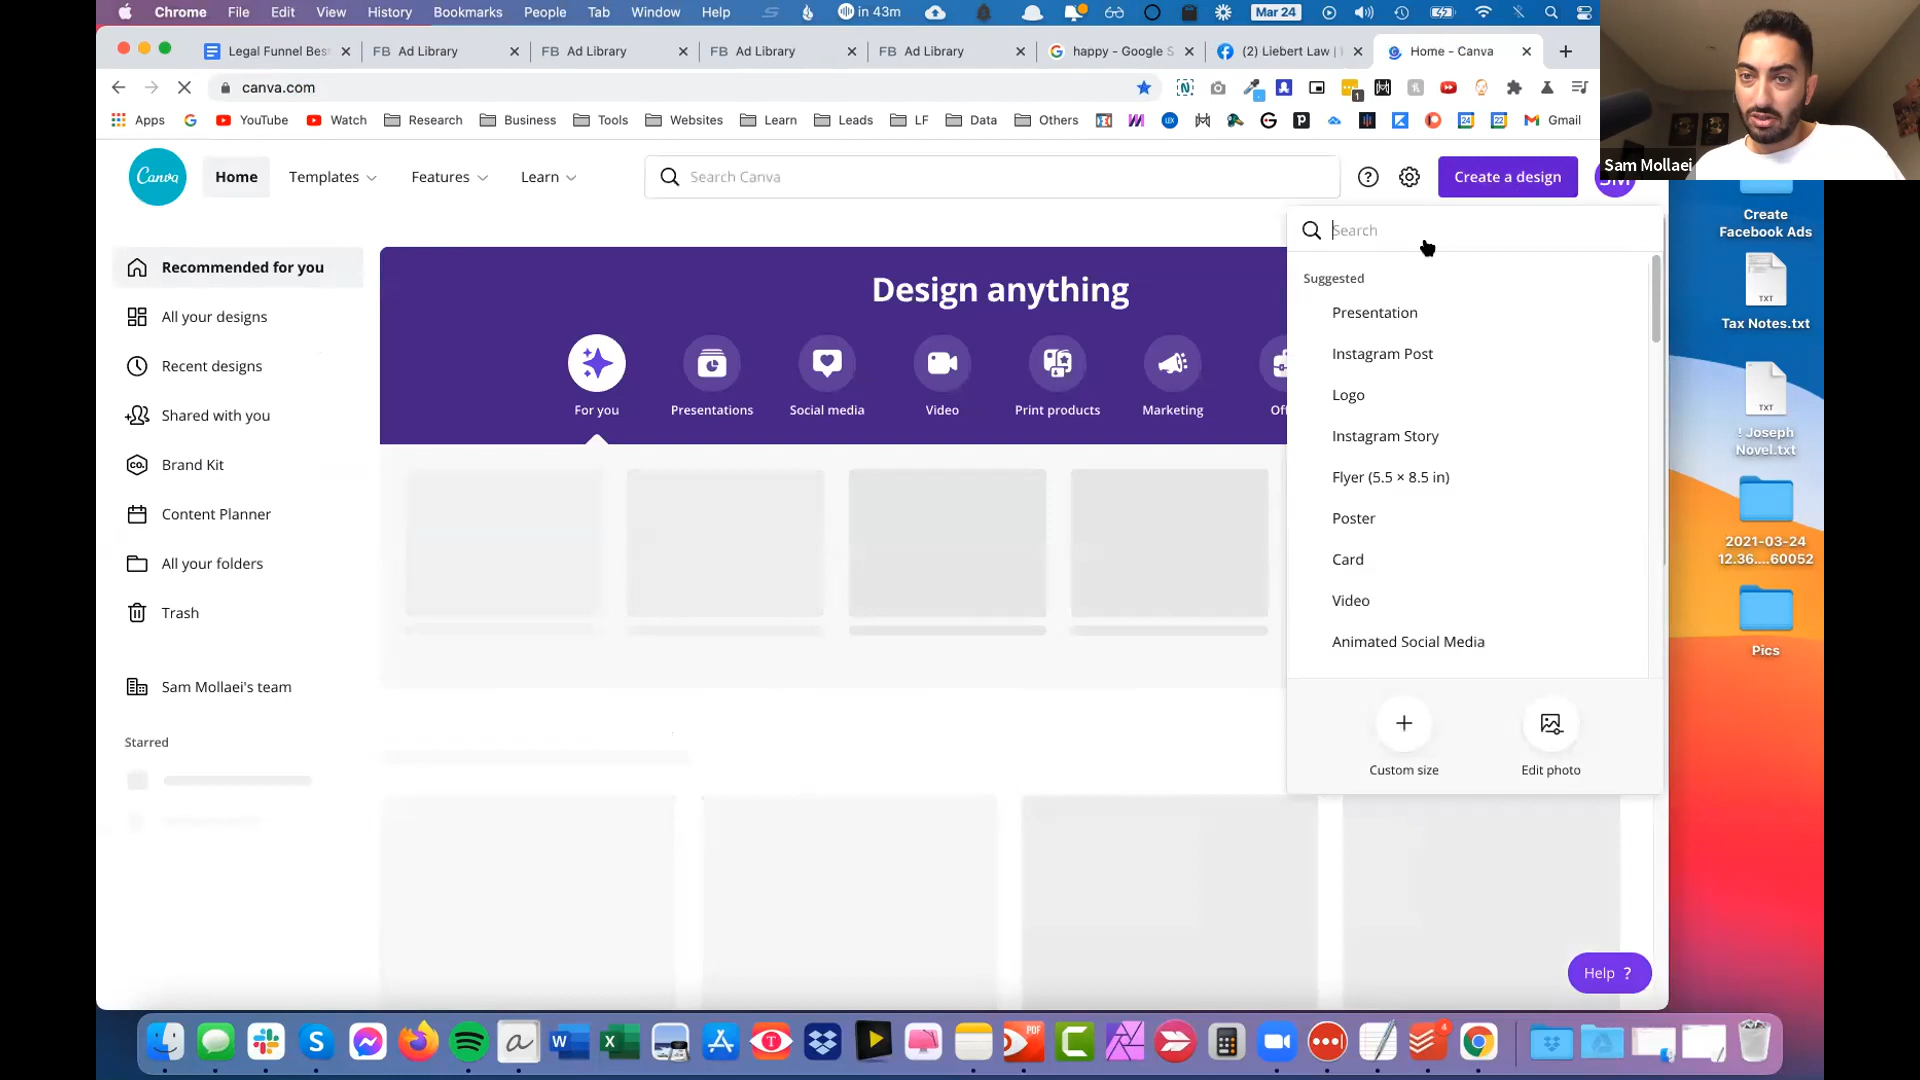 Chrome File Edit View History Bookmarks People Tab Window Help in 43m Mar 24
Legal Funnel Bes FB Ad Library FB Ad Library FB Ad Library FB Ad Library happy - Google S (2) Liebert Law | Home - Canva
canva.com
Apps YouTube Watch Research Business Tools Websites Learn Leads LF Data Others Gmail
Sam Mollaei
Canva Home Templates Features Learn Search Canva Create a design
Search
Suggested
Presentation
Instagram Post
Logo
Instagram Story
Flyer (5.5 × 8.5 in)
Poster
Card
Video
Animated Social Media
Custom size Edit photo
Recommended for you
All your designs
Recent designs
Shared with you
Brand Kit
Content Planner
All your folders
Trash
Sam Mollaei's team
Starred
Design anything
For you Presentations Social media Video Print products Marketing
Help ?
Create
Facebook Ads
TXT
Tax Notes.txt
TXT
! Joseph
Novel.txt
2021-03-24
12.36....60052
Pics
PDF
4